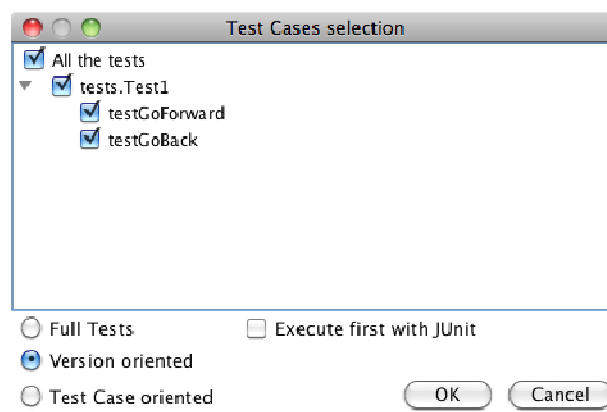 Test Cases selection
All the tests
tests.Test1
testGoForward
testGoBack
Full Tests
Execute first with JUnit
Version oriented
Test Case oriented
OK
Cancel